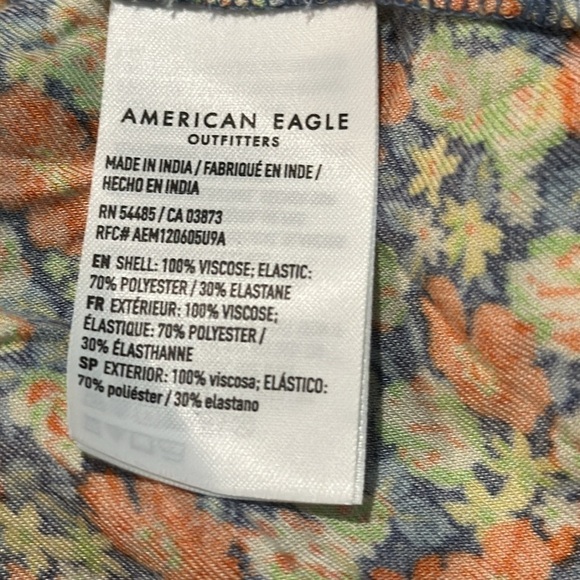 AMERICAN EAGLE
OUTFITTERS
MADE IN INDIA / FABRIQUÉ EN INDE /
HECHO EN INDIA
RN 54485 / CA 03873
RFC# AEM120605U9A
EN SHELL: 100% VISCOSE; ELASTIC:
70% POLYESTER / 30% ELASTANE
FR EXTÉRIEUR: 100% VISCOSE;
ÉLASTIQUE: 70% POLYESTER /
30% ÉLASTHANNE
SP EXTERIOR: 100% viscosa; ELÁSTICO:
70% poliéster / 30% elastano